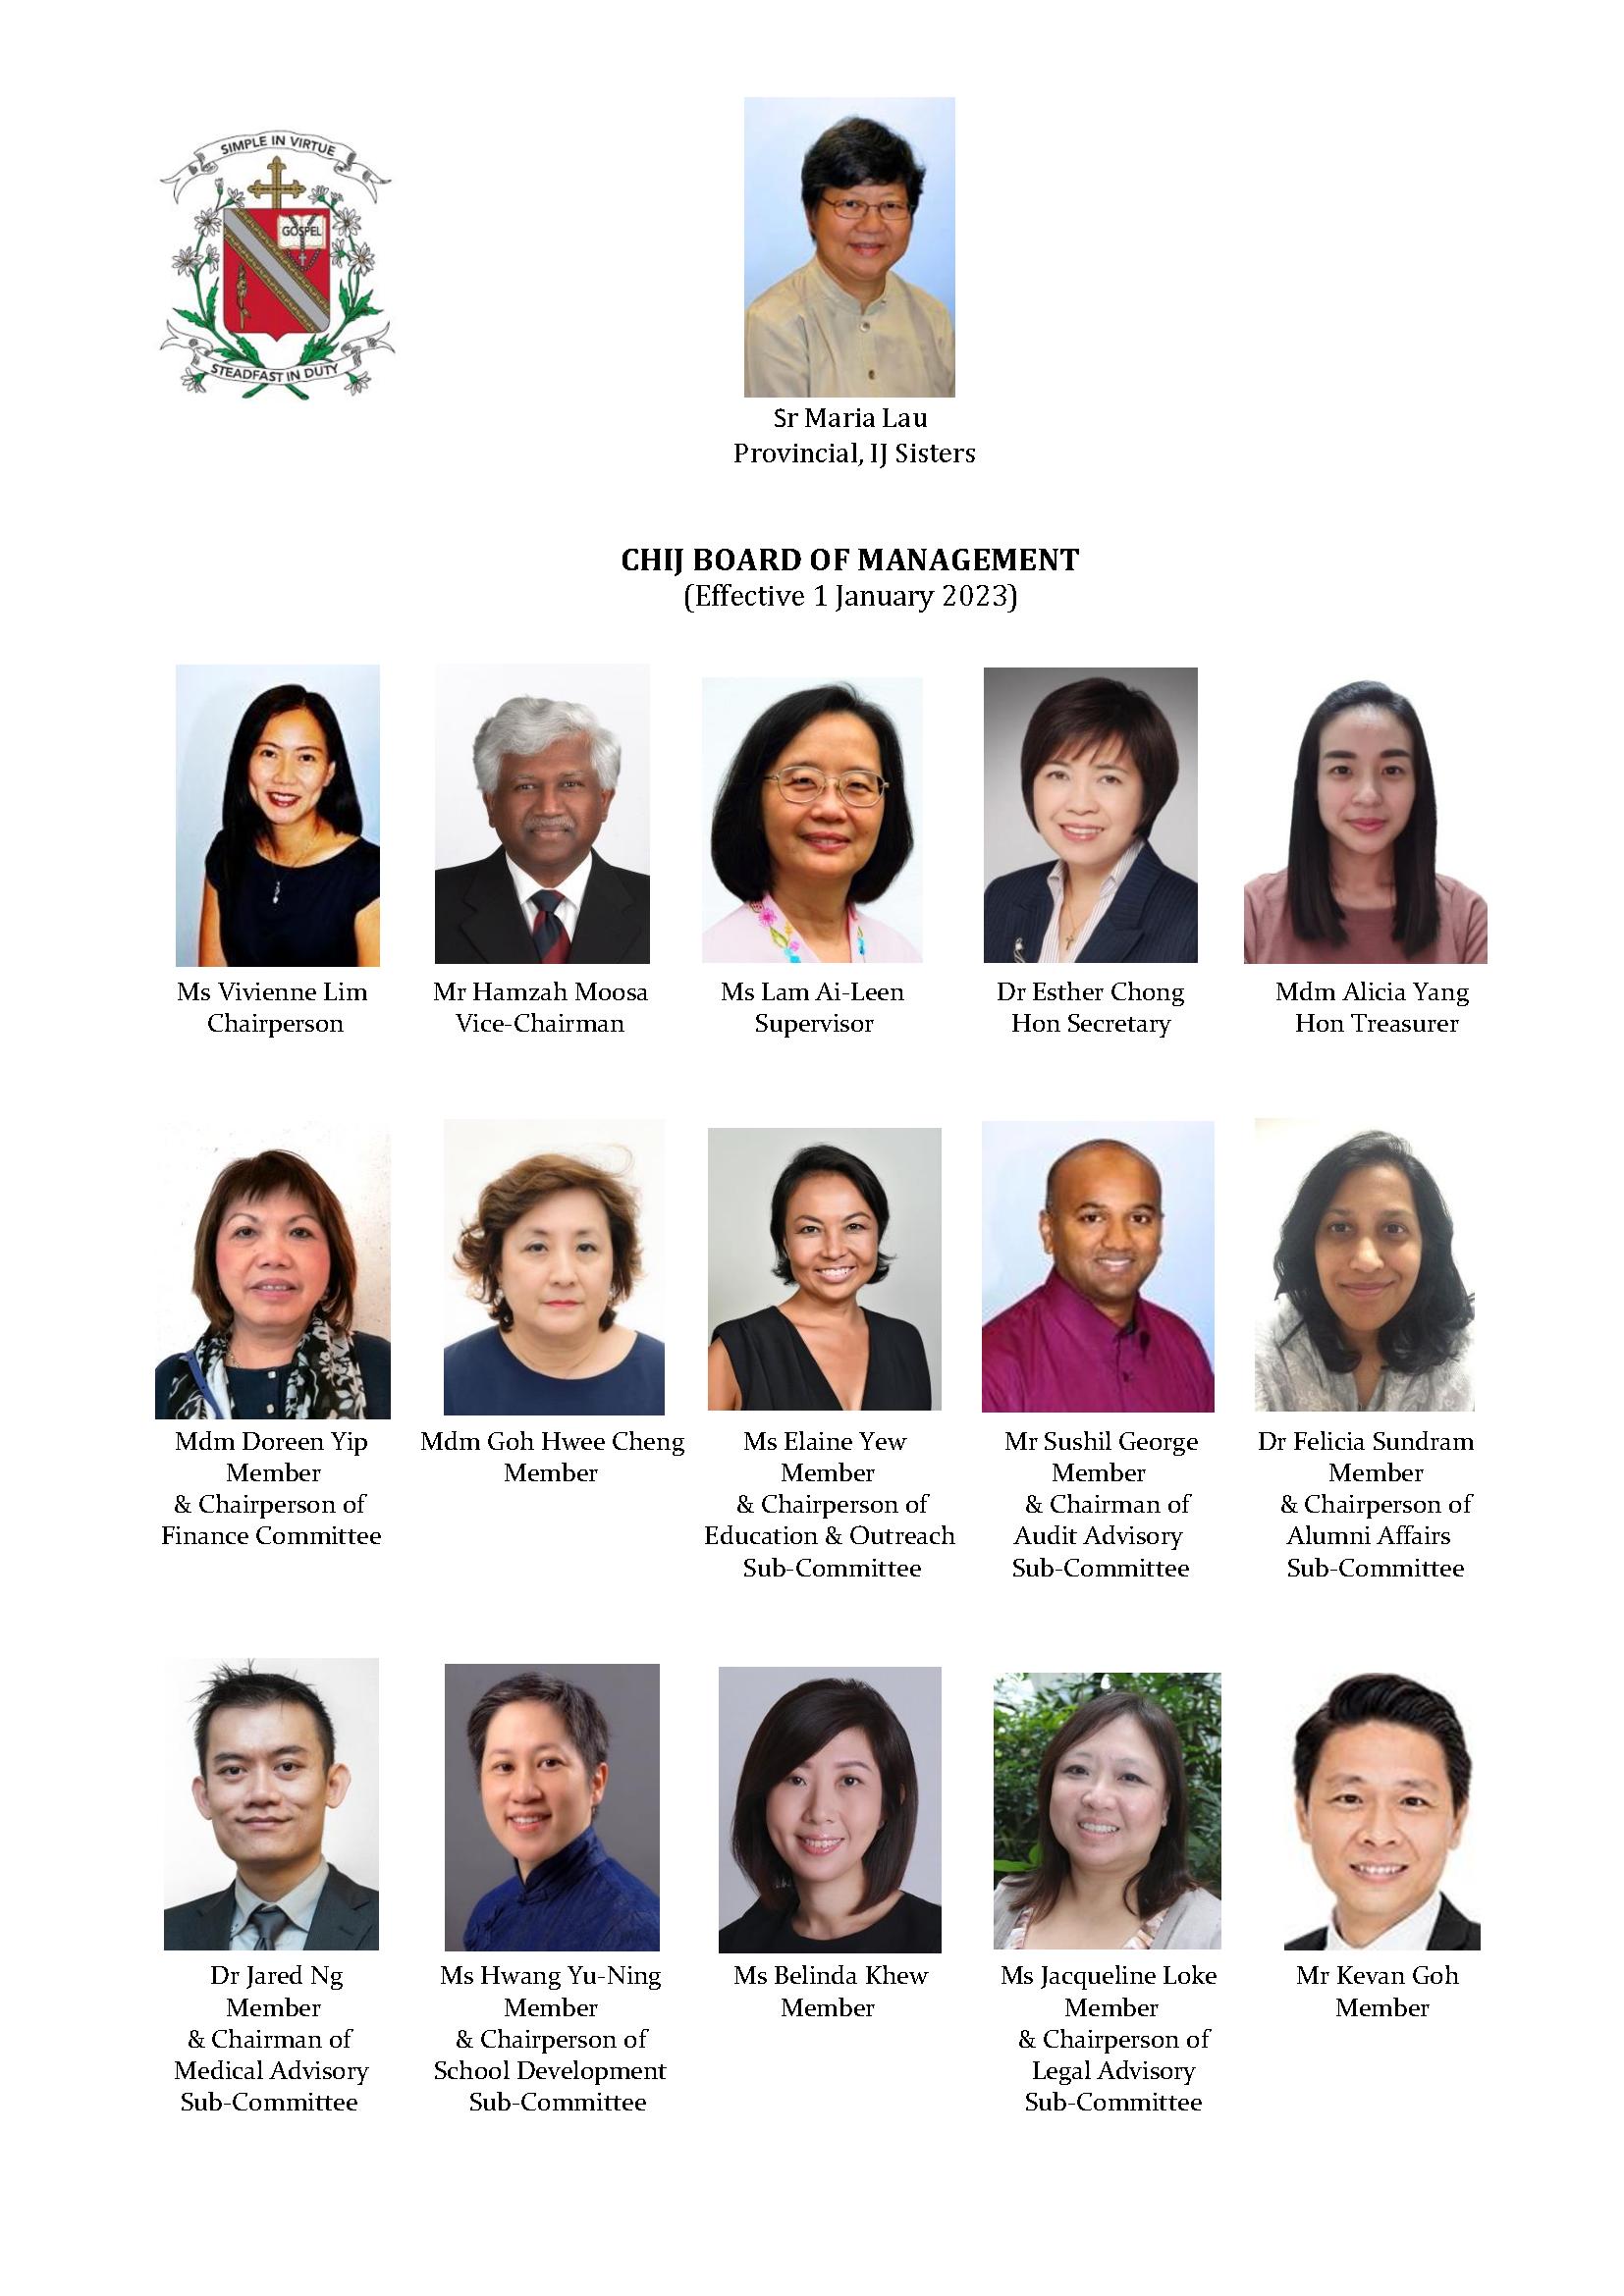 SIMPLE IN VIRTUE
GOSPEL
STEADFAST IN DUTY
Sr Maria Lau
Provincial, IJ Sisters
CHIJ BOARD OF MANAGEMENT
(Effective 1 January 2023)
Ms Vivienne Lim
Chairperson
Mr Hamzah Moosa
Vice-Chairman
Ms Lam Ai-Leen
Supervisor
Dr Esther Chong
Hon Secretary
Mdm Alicia Yang
Hon Treasurer
Mdm Doreen Yip
Member
& Chairperson of
Finance Committee
Mdm Goh Hwee Cheng
Member
Ms Elaine Yew
Member
& Chairperson of
Education & Outreach
Sub-Committee
Mr Sushil George
Member
& Chairman of
Audit Advisory
Sub-Committee
Dr Felicia Sundram
Member
& Chairperson of
Alumni Affairs
Sub-Committee
Dr Jared Ng
Member
& Chairman of
Medical Advisory
Sub-Committee
Ms Hwang Yu-Ning
Member
& Chairperson of
School Development
Sub-Committee
Ms Belinda Khew
Member
Ms Jacqueline Loke
Member
& Chairperson of
Legal Advisory
Sub-Committee
Mr Kevan Goh
Member